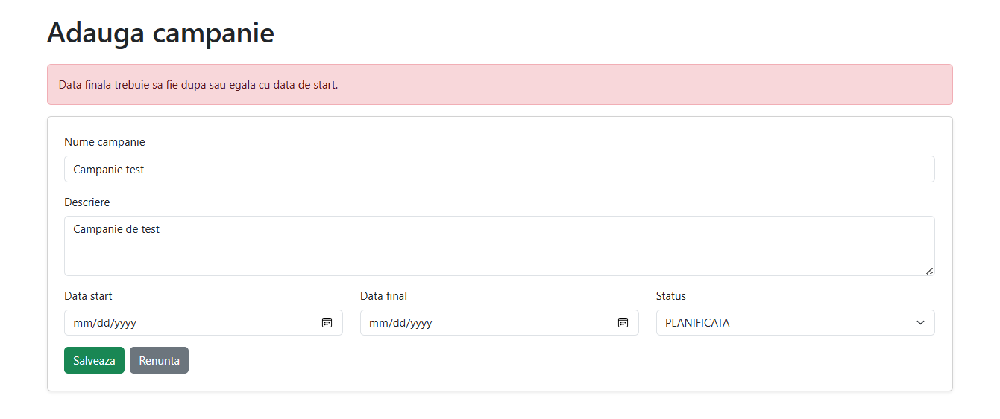 Adauga campanie
Data finala trebuie sa fie dupa sau egala cu data de start.
Nume campanie
Campanie test
Descriere
Campanie de test
Data start
Data final
Status
mm/dd/yyyy
mm/dd/yyyy
PLANIFICATA
Salveaza
Renunta